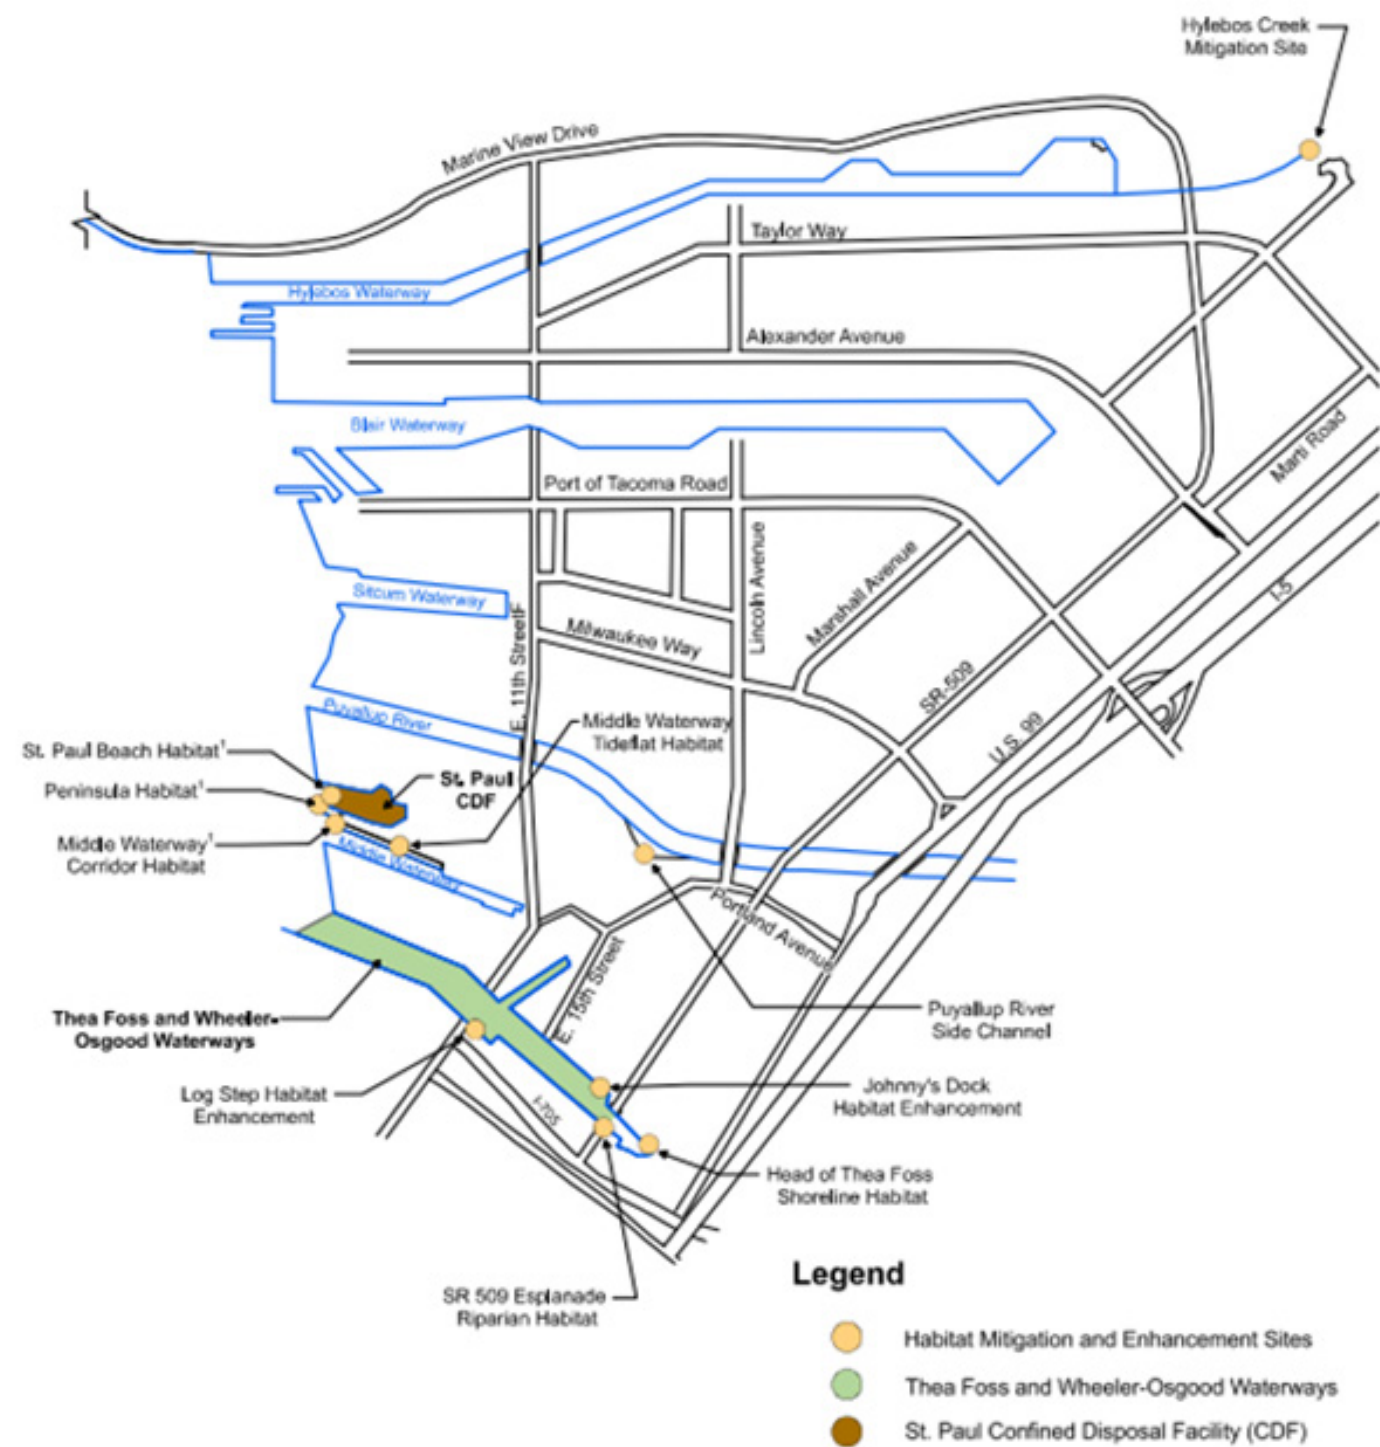 Hylebos Creek
Mitigation Site
Marine View Drive
Taylor Way
Hylebos Waterway
Alexander Avenue
Blair Waterway
Marti Road
Port of Tacoma Road
Lincoln Avenue
Marshall Avenue
I-5
Sitcum Waterway
E. 11th Street
Milwaukee Way
SR-509
U.S. 99
Puyallup River
Middle Waterway
Tideflat Habitat
St. Paul Beach Habitat¹
Peninsula Habitat¹
St. Paul
CDF
Middle Waterway¹
Corridor Habitat
Middle Waterway
Portland Avenue
E. 15th Street
Thea Foss and Wheeler-
Osgood Waterways
Puyallup River
Side Channel
Log Step Habitat
Enhancement
I-705
Johnny's Dock
Habitat Enhancement
Head of Thea Foss
Shoreline Habitat
SR 509 Esplanade
Riparian Habitat
Legend
Habitat Mitigation and Enhancement Sites
Thea Foss and Wheeler-Osgood Waterways
St. Paul Confined Disposal Facility (CDF)